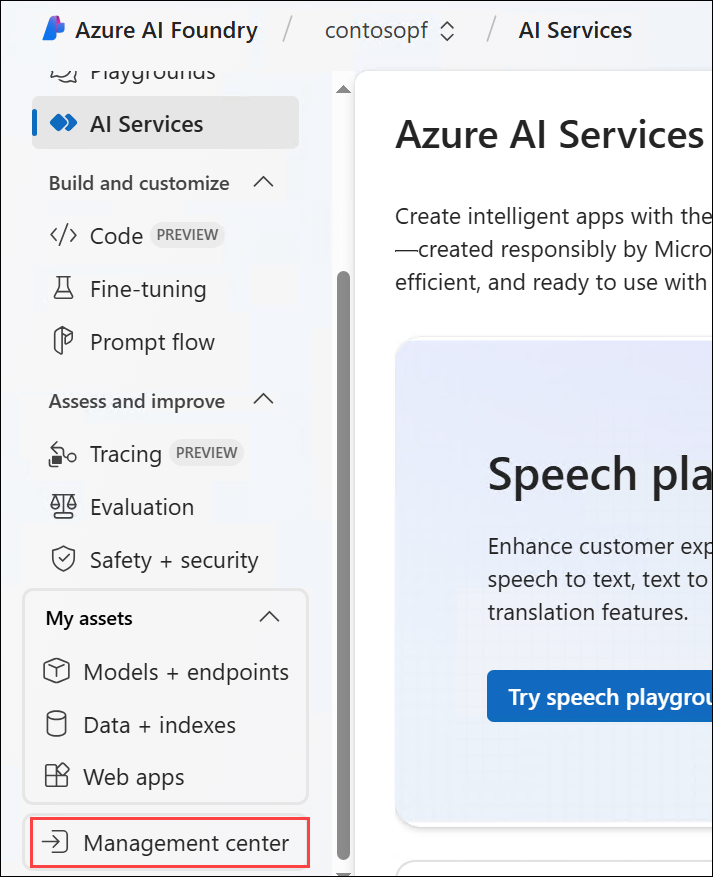 Azure AI Foundry / contosopf / AI Services
Playgrounds
AI Services
Build and customize
Code PREVIEW
Fine-tuning
Prompt flow
Assess and improve
Tracing PREVIEW
Evaluation
Safety + security
My assets
Models + endpoints
Data + indexes
Web apps
Management center
Azure AI Services
Create intelligent apps with the
—created responsibly by Micro
efficient, and ready to use with
Speech pla
Enhance customer exp
speech to text, text to
translation features.
Try speech playgrou